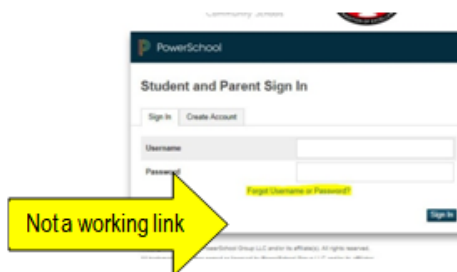 Community Schools
PowerSchool
Student and Parent Sign In
Sign In Create Account
Username
Password
Forgot Username or Password?
Sign In
Not a working link
PowerSchool Group LLC and/or its affiliate(s). All rights reserved.